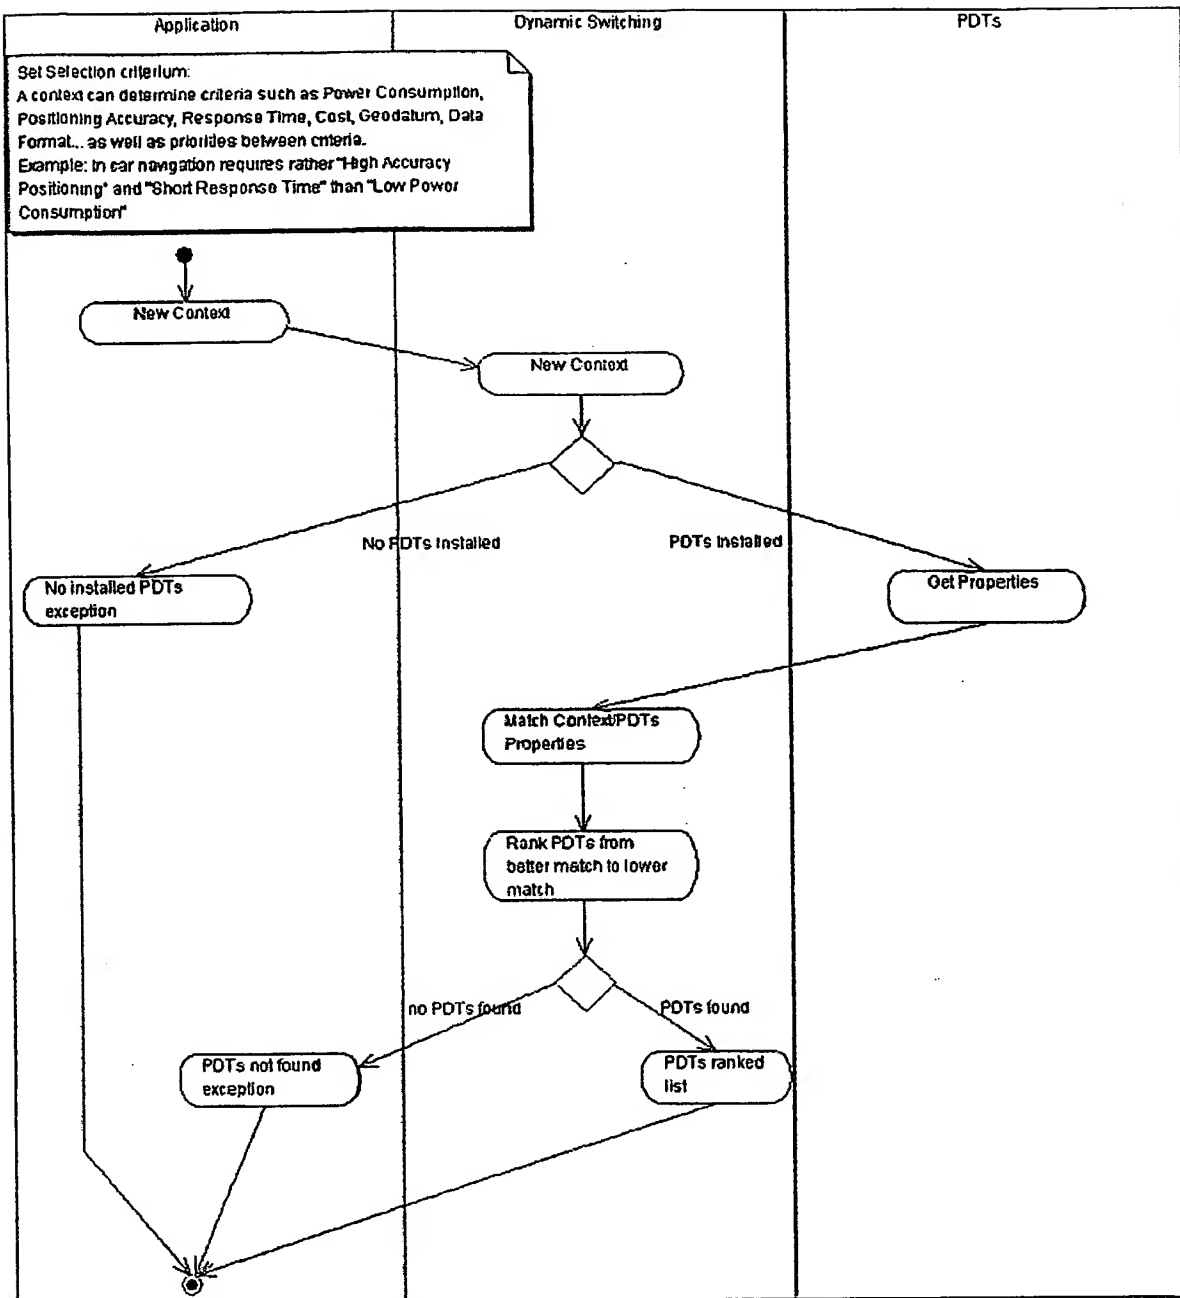 Application
Dynamic Switching
PDTs
Set Selection criterium:
A context can determine criteria such as Power Consumption,
Positioning Accuracy, Response Time, Cost, Geodatum, Data
Format... as well as priorities between criteria.
Example: In car navigation requires rather "High Accuracy
Positioning" and "Short Response Time" than "Low Power
Consumption"
New Context
New Context
No PDTs Installed
PDTs Installed
No installed PDTs
exception
Get Properties
Match Context/PDTs
Properties
Rank PDTs from
better match to lower
match
no PDTs found
PDTs found
PDTs not found
exception
PDTs ranked
list